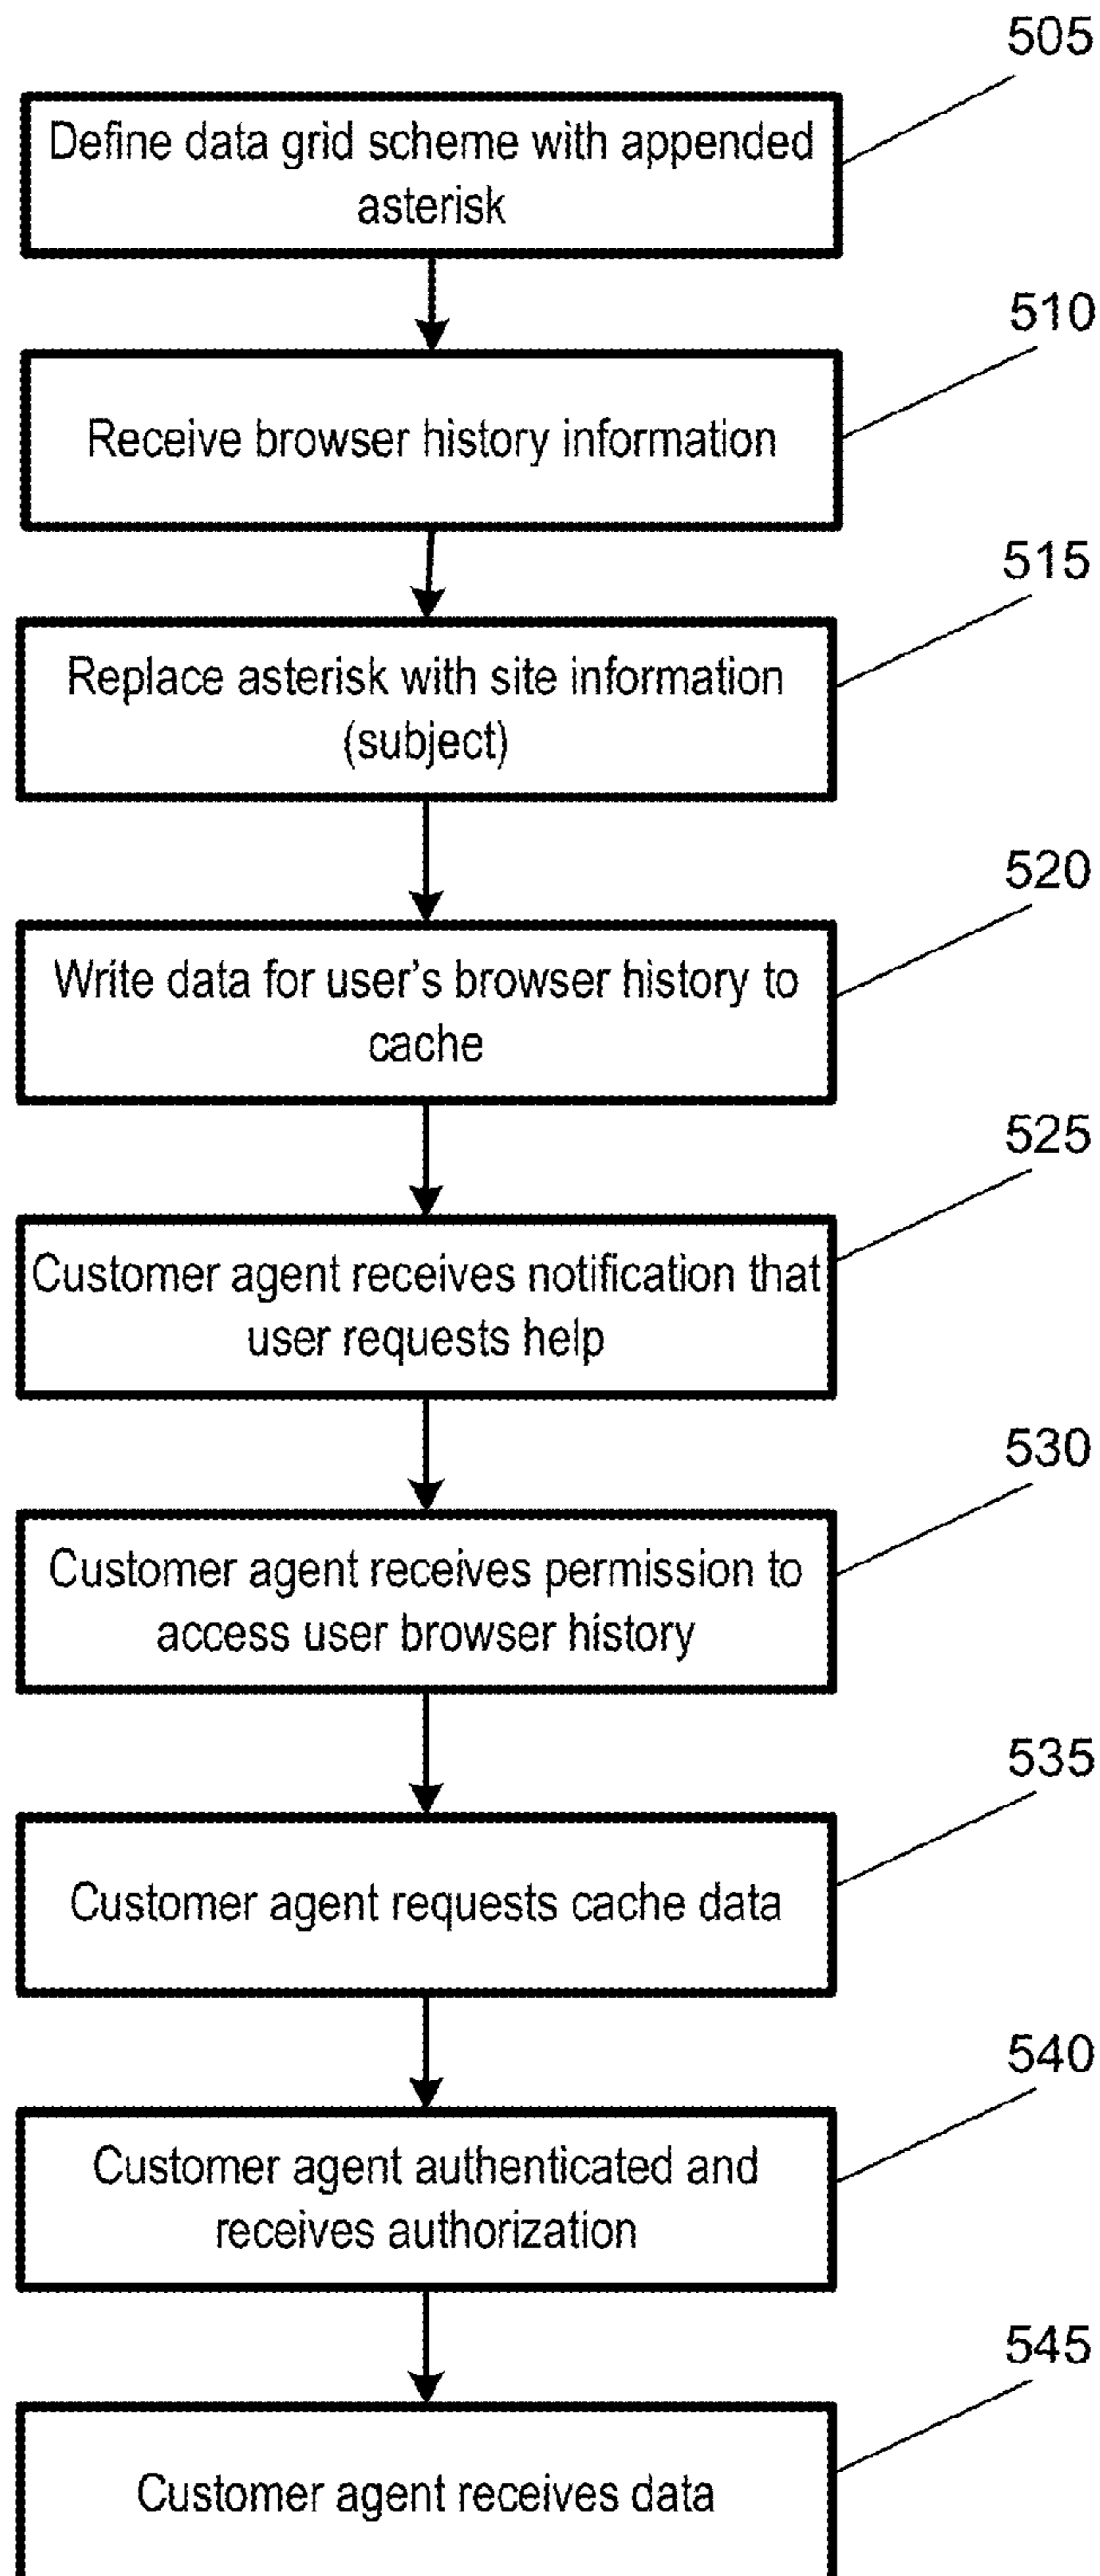 505
Define data grid scheme with appended
asterisk
510
Receive browser history information
515
Replace asterisk with site information
(subject)
520
Write data for user's browser history to
cache
525
Customer agent receives notification that
user requests help
530
Customer agent receives permission to
access user browser history
535
Customer agent requests cache data
540
Customer agent authenticated and
receives authorization
545
Customer agent receives data